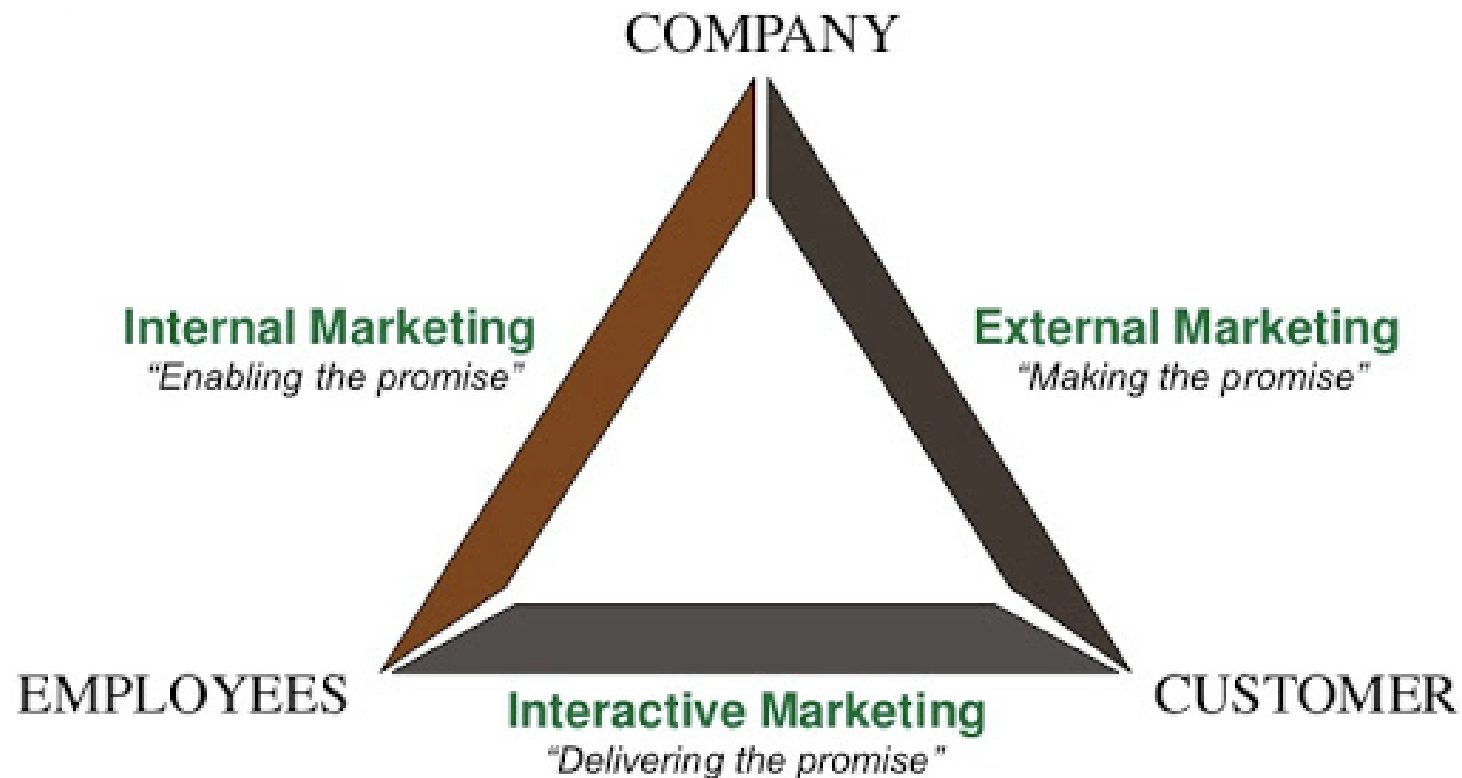 COMPANY
Internal Marketing
“Enabling the promise”
External Marketing
“Making the promise”
EMPLOYEES
CUSTOMER
Interactive Marketing
“Delivering the promise”